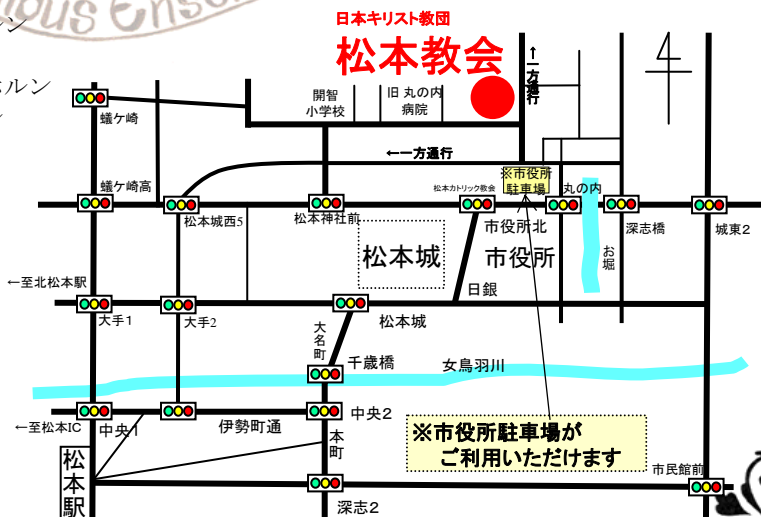 ious Ens
ン
ルン
日本キリスト教団
松本教会
←一方通行
開智
小学校
旧 丸の内
病院
蟻ケ崎
←一方通行
※市役所
駐車場
蟻ケ崎高
松本城西5
松本神社前
松本カトリック教会
丸の内
市役所北
深志橋
城東2
松本城
市役所
お堀
←至北松本駅
日銀
大手1
大手2
松本城
大名町
千歳橋
女鳥羽川
←至松本IC
中央1
伊勢町通
中央2
本町
※市役所駐車場が
ご利用いただけます
松本駅
市民館前
深志2